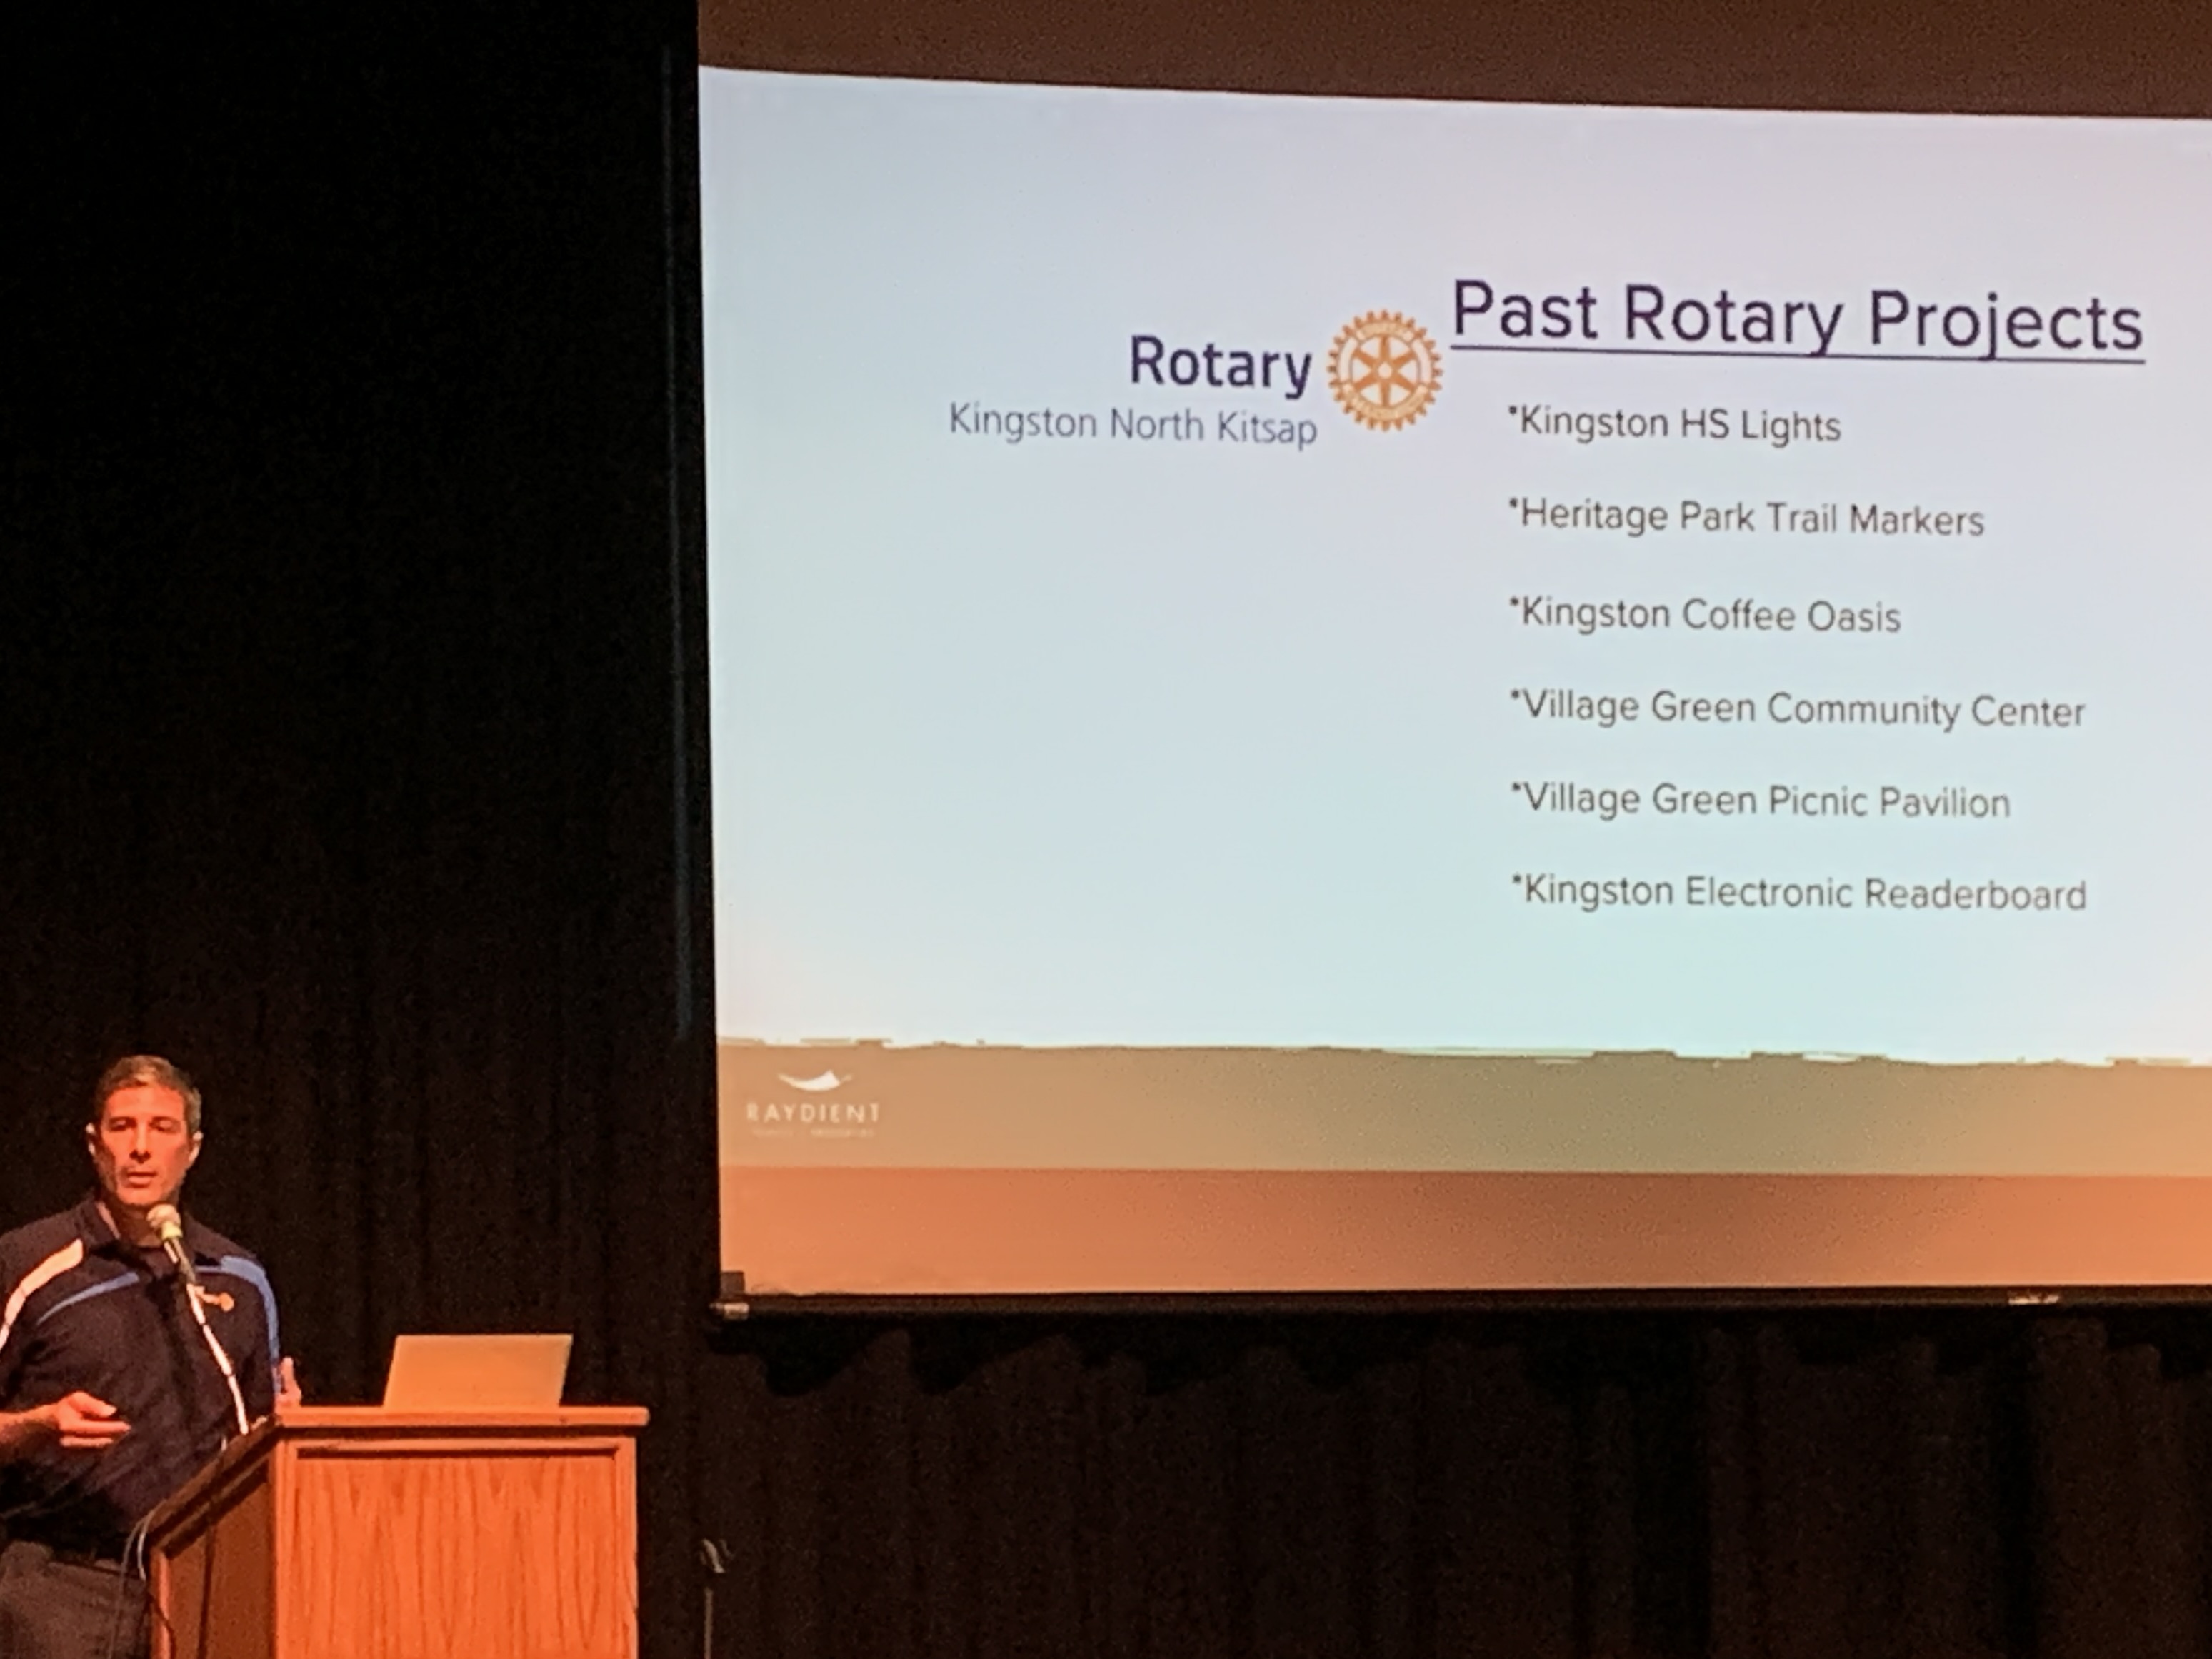 Past Rotary Projects
Rotary
Kingston North Kitsap
*Kingston HS Lights
*Heritage Park Trail Markers
*Kingston Coffee Oasis
*Village Green Community Center
*Village Green Picnic Pavilion
*Kingston Electronic Readerboard
RAYDIENT